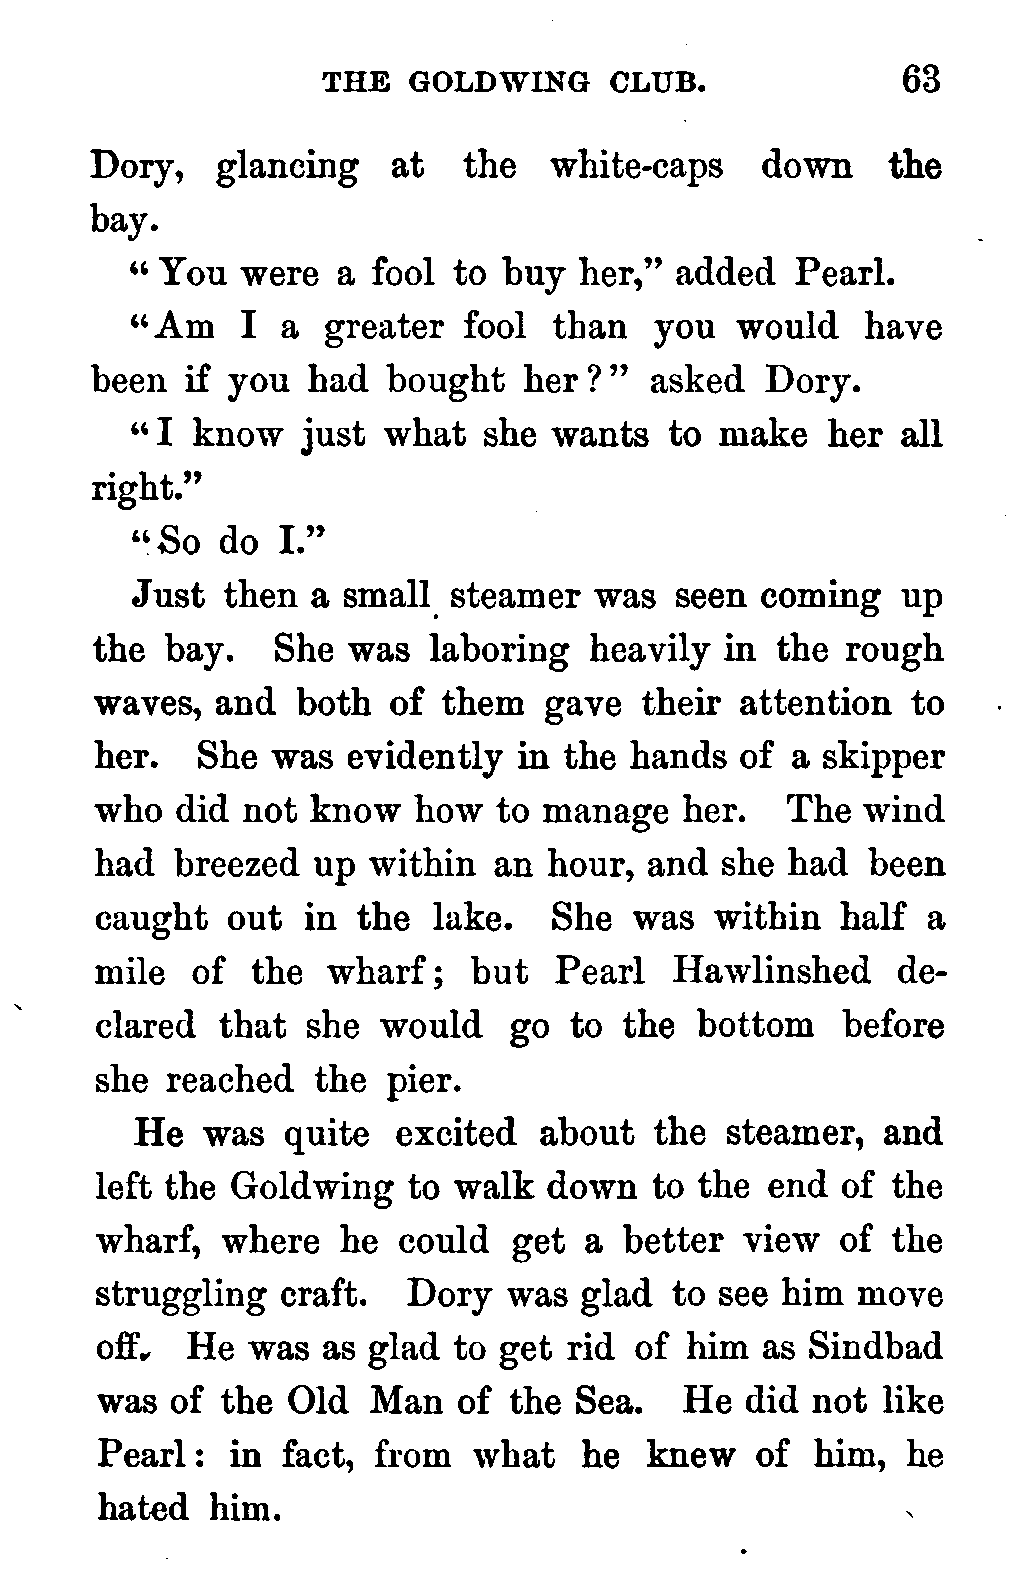 THE GOLDWING CLUB. 63
Dory, glancing at the white-caps down the
bay.
"You were a fool to buy her," added Pearl.
"Am I a greater fool than you would have
been if you had bought her?" asked Dory.
"I know just what she wants to make her all
right."
"So do I."
Just then a small steamer was seen coming up
the bay. She was laboring heavily in the rough
waves, and both of them gave their attention to
her. She was evidently in the hands of a skipper
who did not know how to manage her. The wind
had breezed up within an hour, and she had been
caught out in the lake. She was within half a
mile of the wharf; but Pearl Hawlinshed de-
clared that she would go to the bottom before
she reached the pier.
He was quite excited about the steamer, and
left the Goldwing to walk down to the end of the
wharf, where he could get a better view of the
struggling craft. Dory was glad to see him move
off. He was as glad to get rid of him as Sindbad
was of the Old Man of the Sea. He did not like
Pearl: in fact, from what he knew of him, he
hated him.